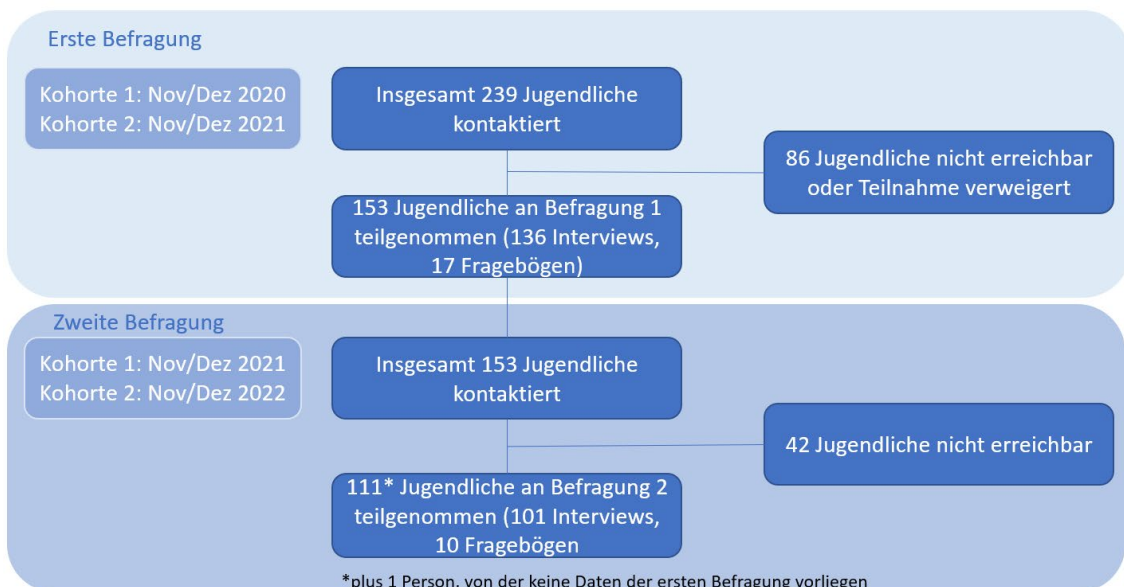 Erste Befragung
Kohorte 1: Nov/Dez 2020
Kohorte 2: Nov/Dez 2021
Insgesamt 239 Jugendliche
kontaktiert
86 Jugendliche nicht erreichbar
oder Teilnahme verweigert
153 Jugendliche an Befragung 1
teilgenommen (136 Interviews,
17 Fragebögen)
Zweite Befragung
Kohorte 1: Nov/Dez 2021
Kohorte 2: Nov/Dez 2022
Insgesamt 153 Jugendliche
kontaktiert
42 Jugendliche nicht erreichbar
111* Jugendliche an Befragung 2
teilgenommen (101 Interviews,
10 Fragebögen
*plus 1 Person, von der keine Daten der ersten Befragung vorliegen